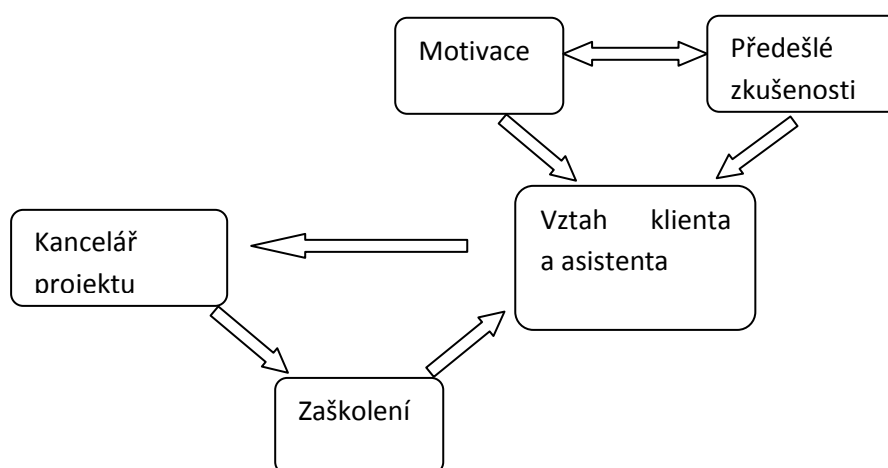 Motivace
Předešlé
zkušenosti
Vztah klienta
a asistenta
Kancelář
projektu
Zaškolení